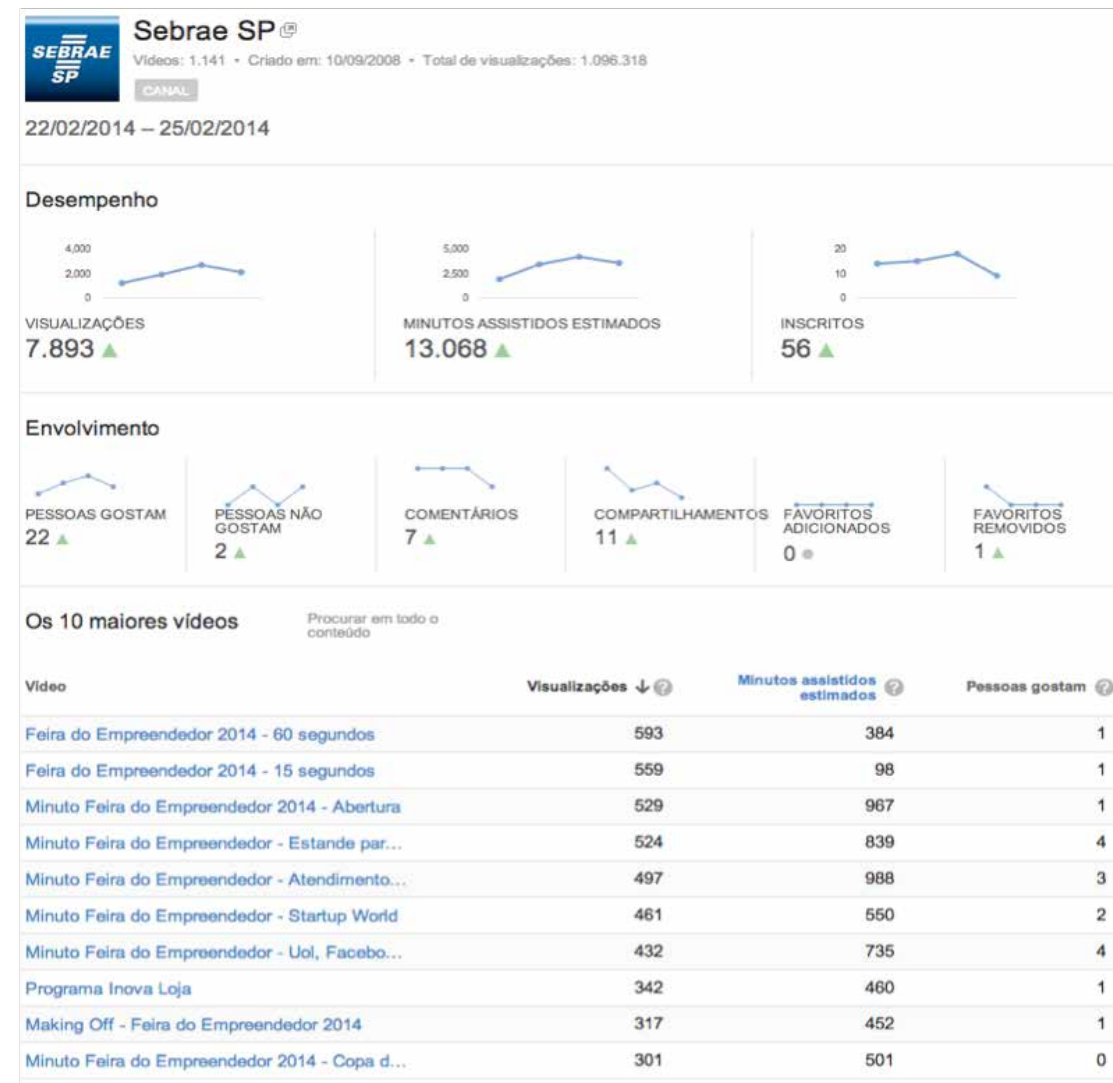 SEBRAE
SP
Sebrae SP
Vídeos: 1.141 • Criado em: 10/09/2008 • Total de visualizações: 1.096.318
CANAL
22/02/2014 – 25/02/2014
Desempenho
4,000
2,000
0
5,000
2,500
0
20
10
0
VISUALIZAÇÕES
7.893
MINUTOS ASSISTIDOS ESTIMADOS
13.068
INSCRITOS
56
Envolvimento
PESSOAS GOSTAM
22
PESSOAS NÃO
GOSTAM
2
COMENTÁRIOS
7
COMPARTILHAMENTOS
11
FAVORITOS
ADICIONADOS
0
FAVORITOS
REMOVIDOS
1
Os 10 maiores vídeos
Procurar em todo o
conteúdo
Vídeo Visualizações ? Minutos assistidos
estimados ? Pessoas gostam ?
Feira do Empreendedor 2014 - 60 segundos 593 384 1
Feira do Empreendedor 2014 - 15 segundos 559 98 1
Minuto Feira do Empreendedor 2014 - Abertura 529 967 1
Minuto Feira do Empreendedor - Estande par... 524 839 4
Minuto Feira do Empreendedor - Atendimento... 497 988 3
Minuto Feira do Empreendedor - Startup World 461 550 2
Minuto Feira do Empreendedor - Uol, Facebo... 432 735 4
Programa Inova Loja 342 460 1
Making Off - Feira do Empreendedor 2014 317 452 1
Minuto Feira do Empreendedor 2014 - Copa d... 301 501 0